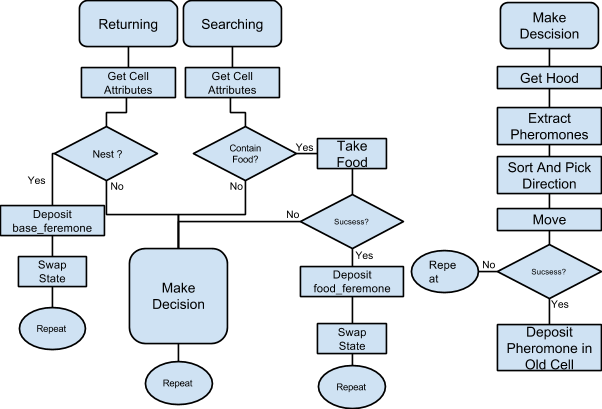 Returning
Get Cell
Attributes
Nest ?
Yes
No
Deposit
base_feremone
Swap
State
Repeat
Searching
Get Cell
Attributes
Contain
Food?
Yes
No
Take
Food
Sucsess?
No
Yes
Deposit
food_feremone
Swap
State
Repeat
Make
Decision
Repeat
Make
Descision
Get Hood
Extract
Pheromones
Sort And Pick
Direction
Move
Sucsess?
No
Repe
at
Yes
Deposit
Pheromone in
Old Cell